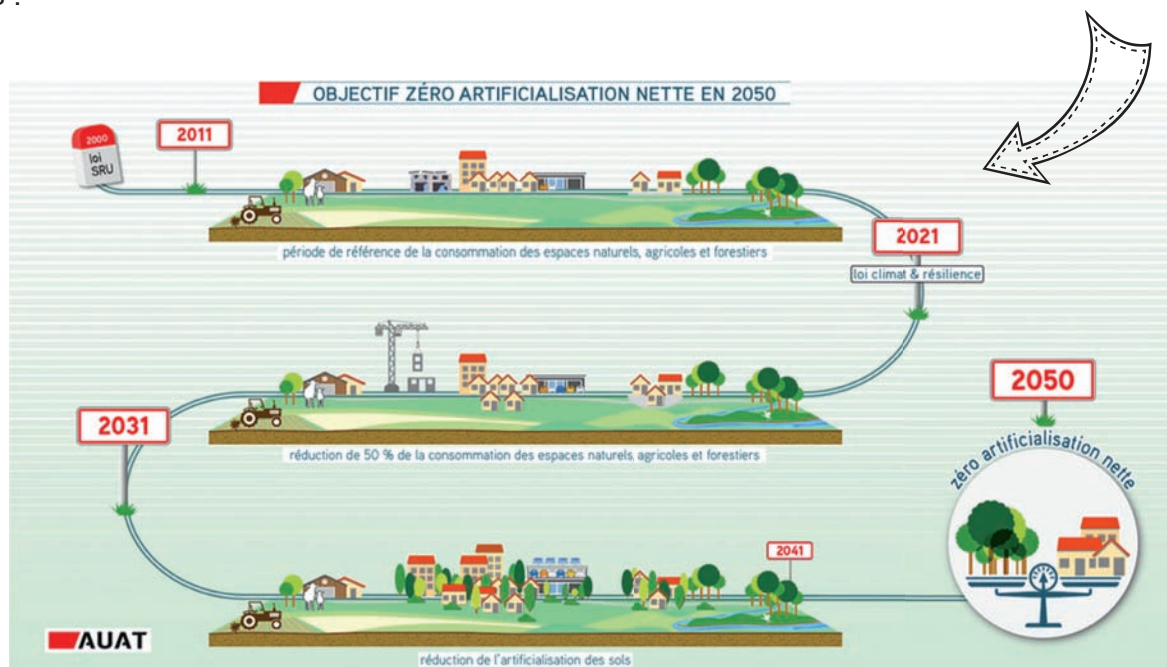 :
OBJECTIF ZÉRO ARTIFICIALISATION NETTE EN 2050
2000
loi
SRU
2011
période de référence de la consommation des espaces naturels, agricoles et forestiers
2021
loi climat & résilience
réduction de 50 % de la consommation des espaces naturels, agricoles et forestiers
2031
2050
zéro artificialisation nette
2041
réduction de l'artificialisation des sols
AUAT